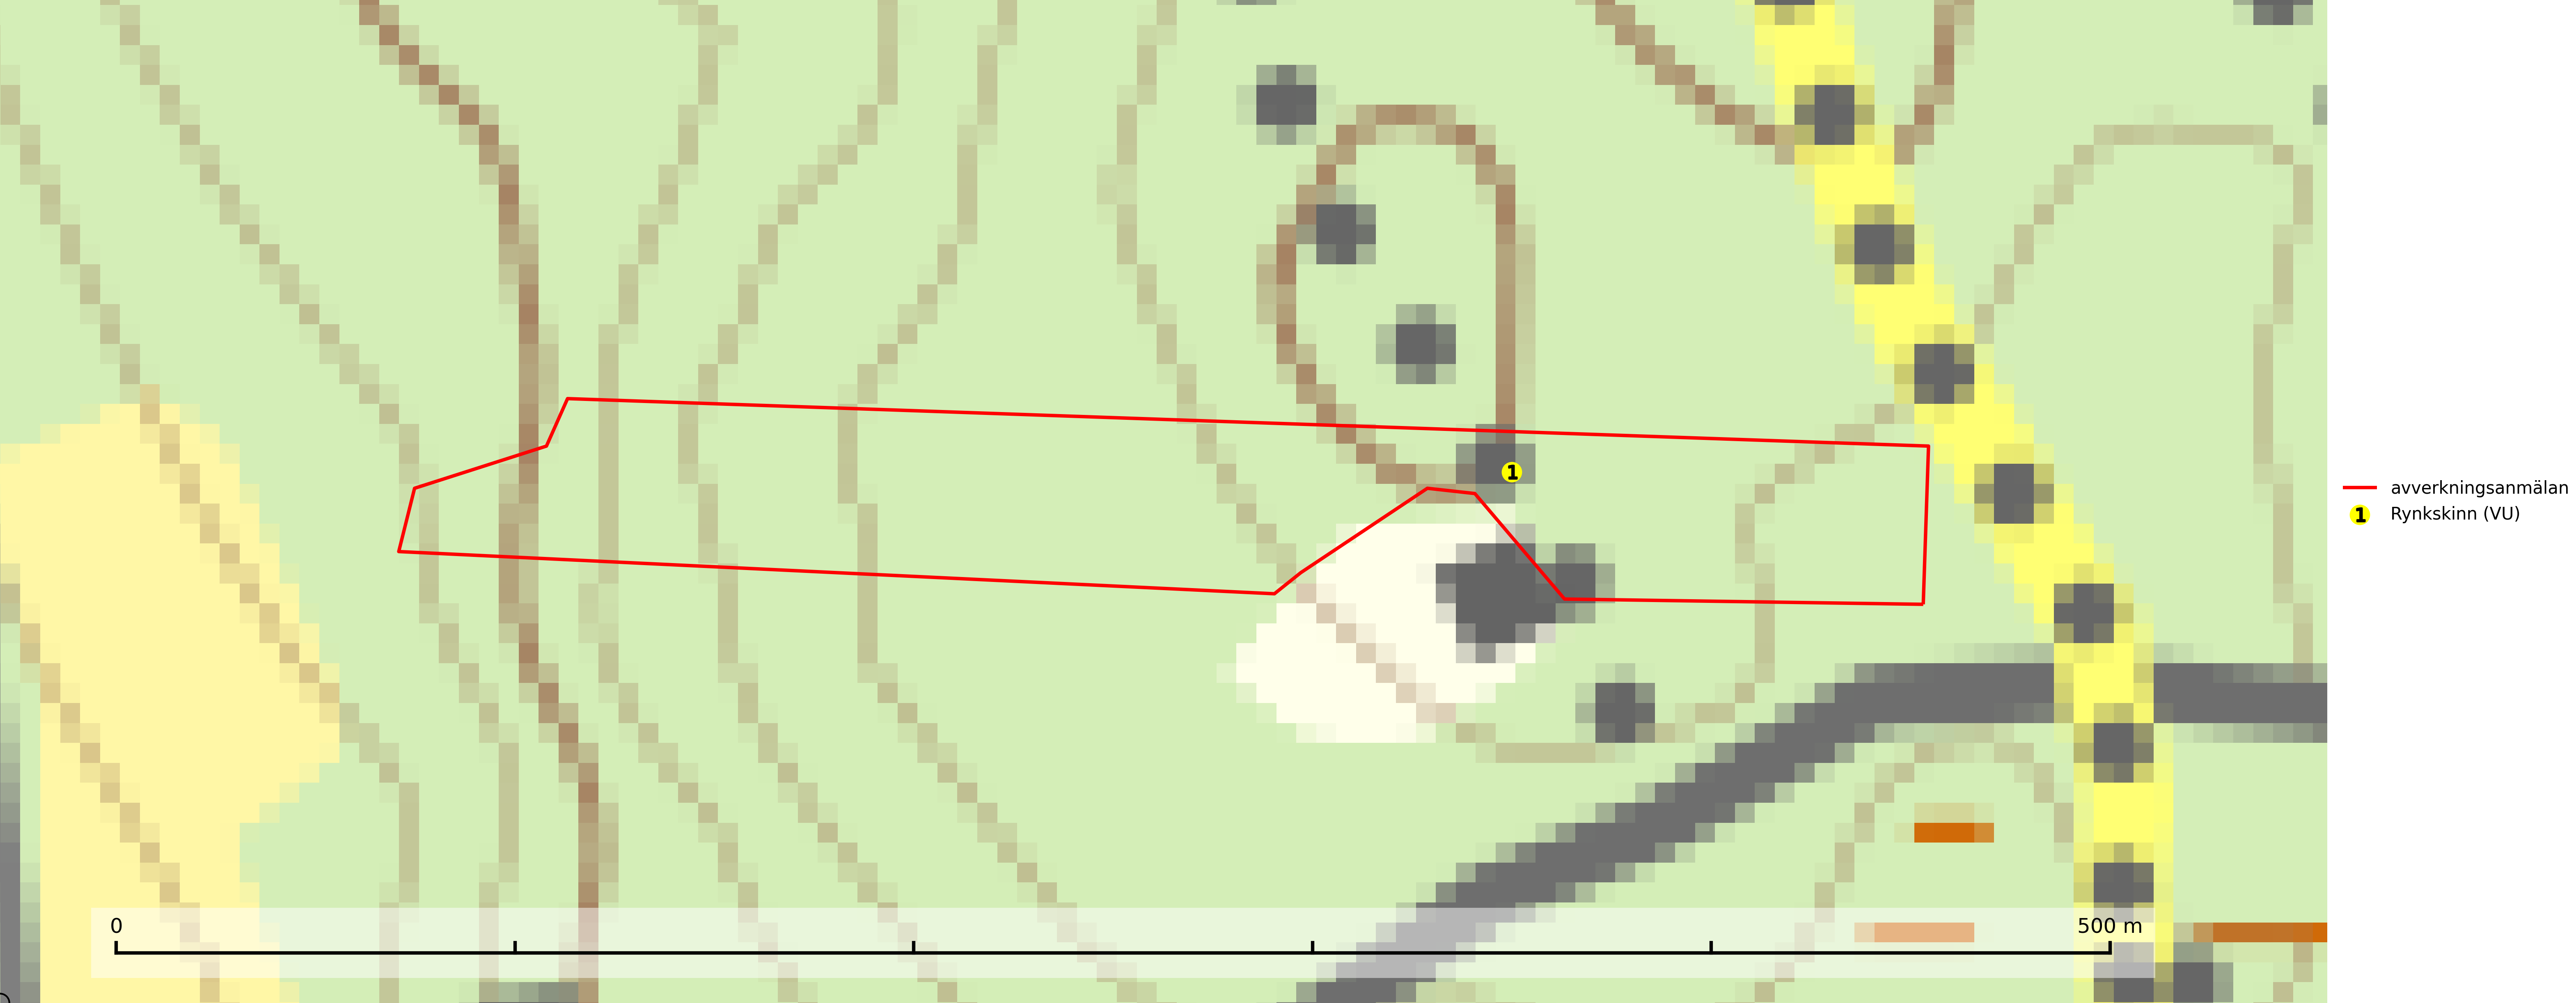 1
avverkningsanmälan
1 Rynkskinn (VU)
0 500 m